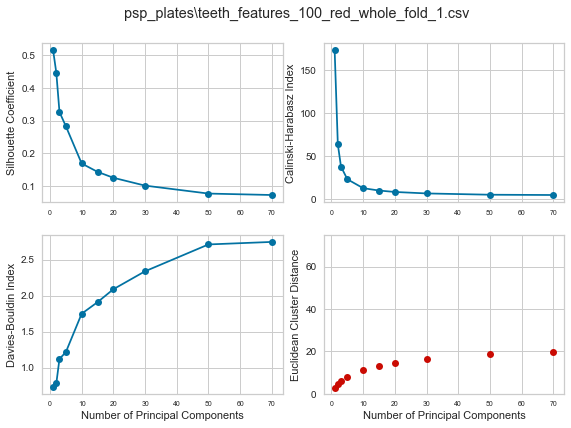 psp_plates\teeth_features_100_red_whole_fold_1.csv
Silhouette Coefficient
0.5
0.4
0.3
0.2
0.1
0 10 20 30 40 50 60 70
Calinski-Harabasz Index
150
100
50
0
0 10 20 30 40 50 60 70
Davies-Bouldin Index
2.5
2.0
1.5
1.0
0 10 20 30 40 50 60 70
Number of Principal Components
Euclidean Cluster Distance
60
40
20
0
0 10 20 30 40 50 60 70
Number of Principal Components